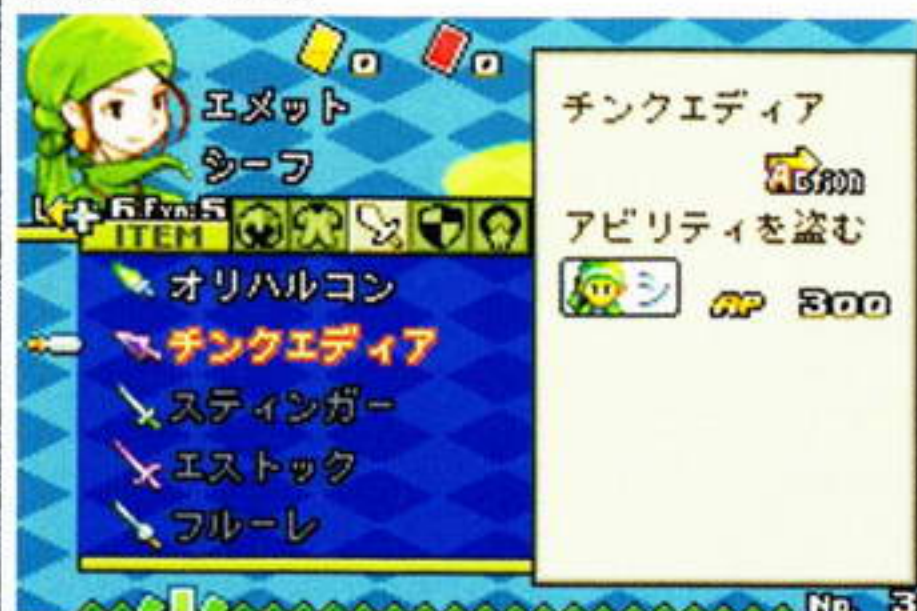 0 0
エメット
シーフ
ITEM
オリハルコン
チンクエディア
スティンガー
エストック
フルーレ
チンクエディア
Action
アビリティを盗む
シ AP 300